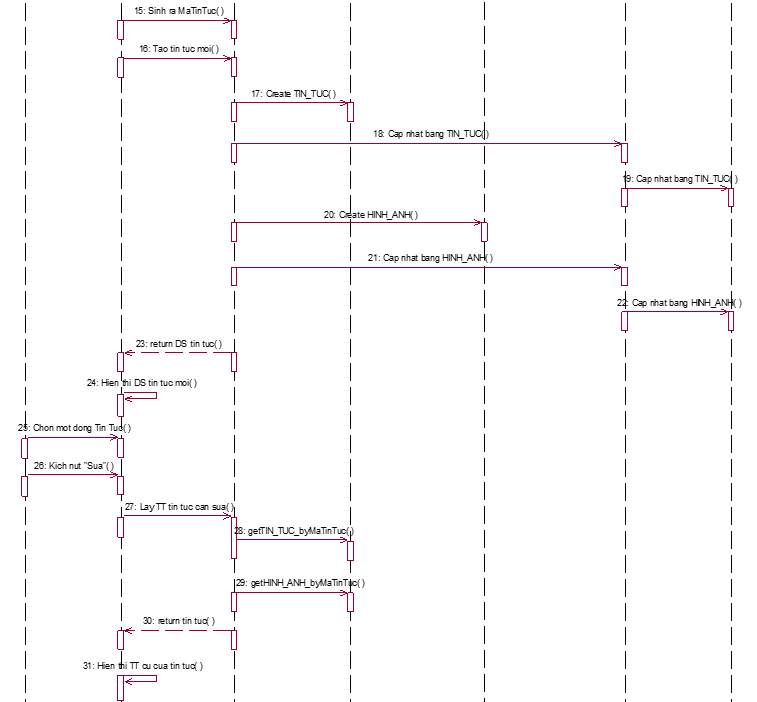 15: Sinh ra MaTinTuc( )
16: Tao tin tuc moi( )
17: Create TIN_TUC( )
18: Cap nhat bang TIN_TUC( )
19: Cap nhat bang TIN_TUC( )
20: Create HINH_ANH( )
21: Cap nhat bang HINH_ANH( )
22: Cap nhat bang HINH_ANH( )
23: return DS tin tuc( )
24: Hien thi DS tin tuc moi( )
25: Chon mot dong Tin Tuc( )
26: Kich nut "Sua"( )
27: Lay TT tin tuc can sua( )
28: getTIN_TUC_byMaTinTuc( )
29: getHINH_ANH_byMaTinTuc( )
30: return tin tuc( )
31: Hien thi TT cu cua tin tuc( )